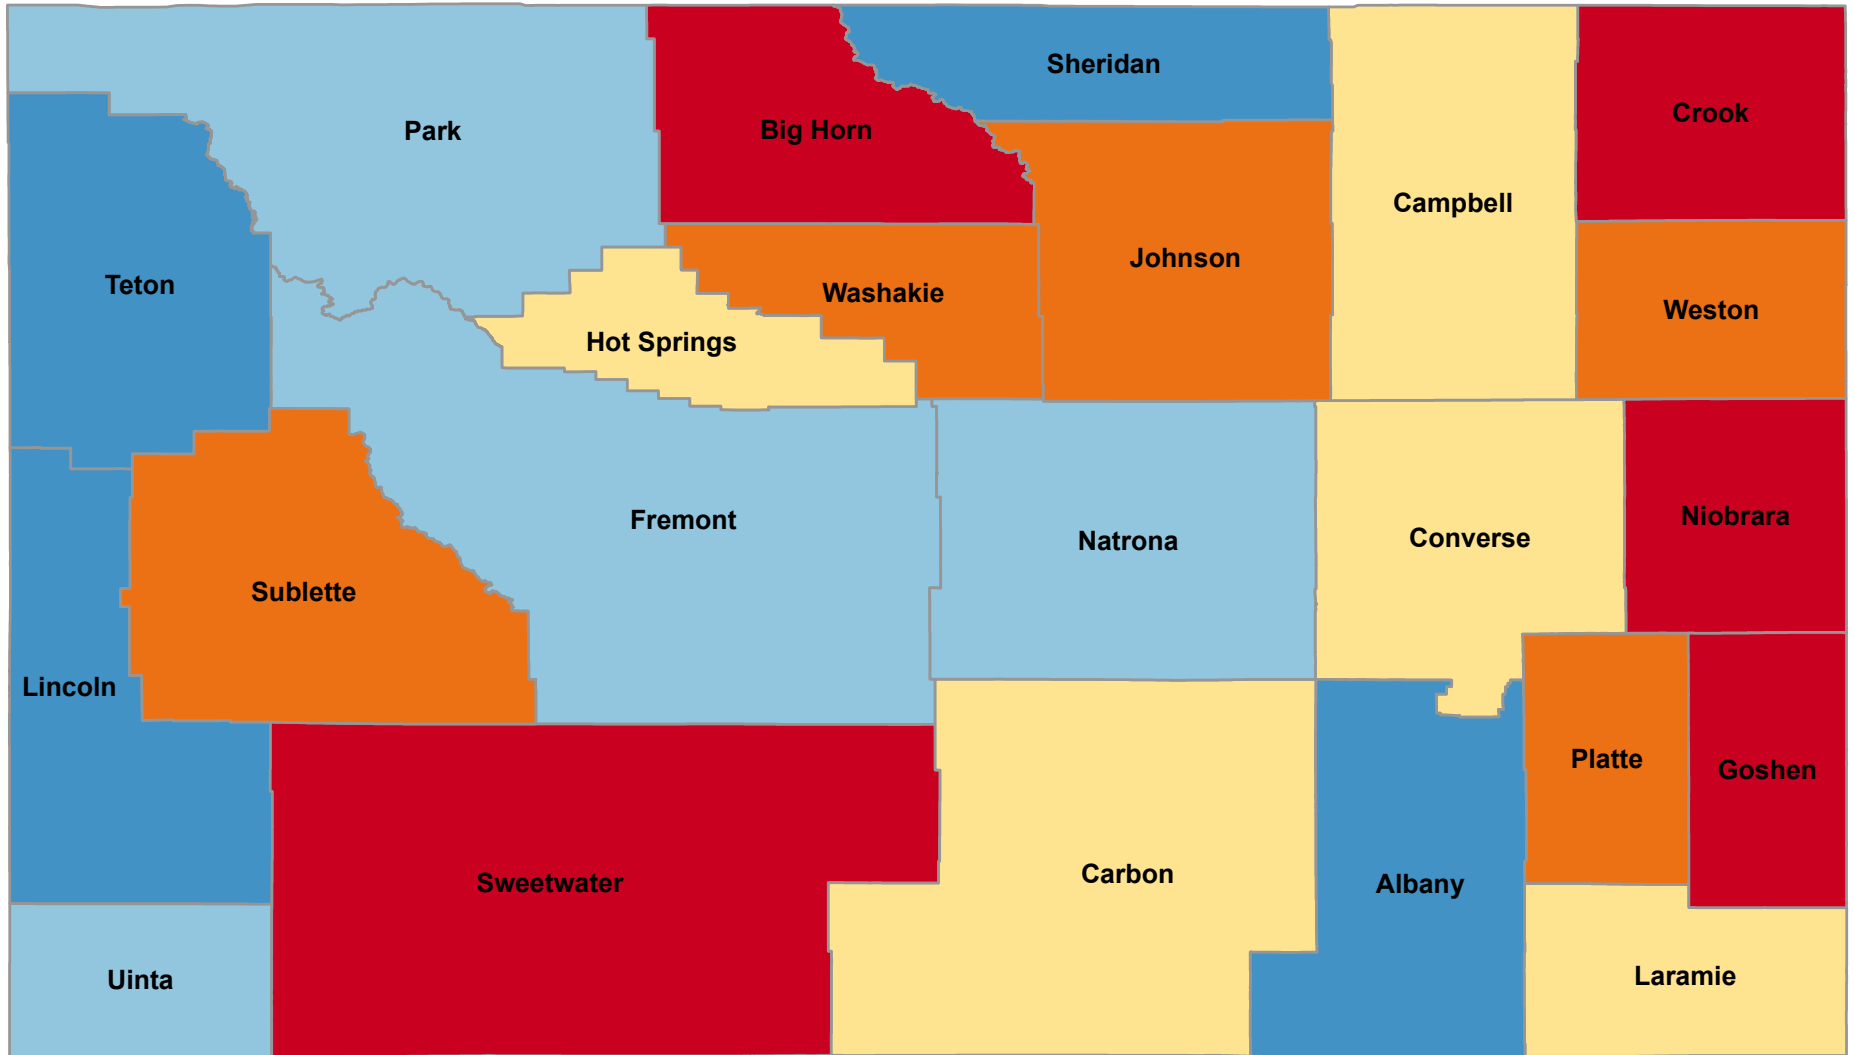 Sheridan
Crook
Park
Big Horn
Campbell
Johnson
Teton
Washakie
Weston
Hot Springs
Niobrara
Fremont
Converse
Natrona
Sublette
Lincoln
Platte
Goshen
Carbon
Sweetwater
Albany
Laramie
Uinta